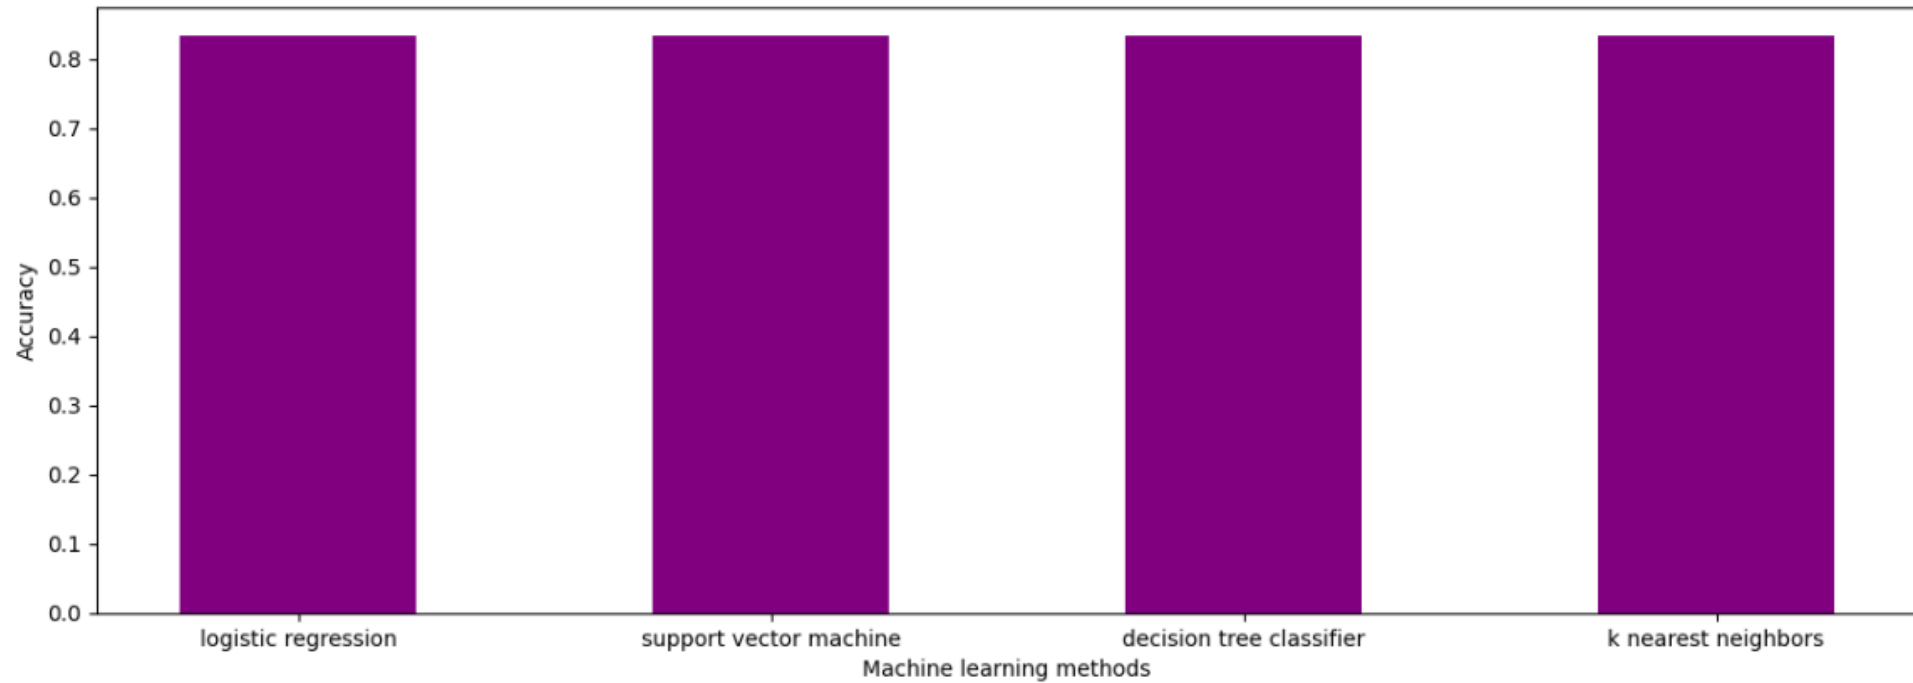 Accuracy
0.8
0.7
0.6
0.5
0.4
0.3
0.2
0.1
0.0
logistic regression
support vector machine
decision tree classifier
k nearest neighbors
Machine learning methods